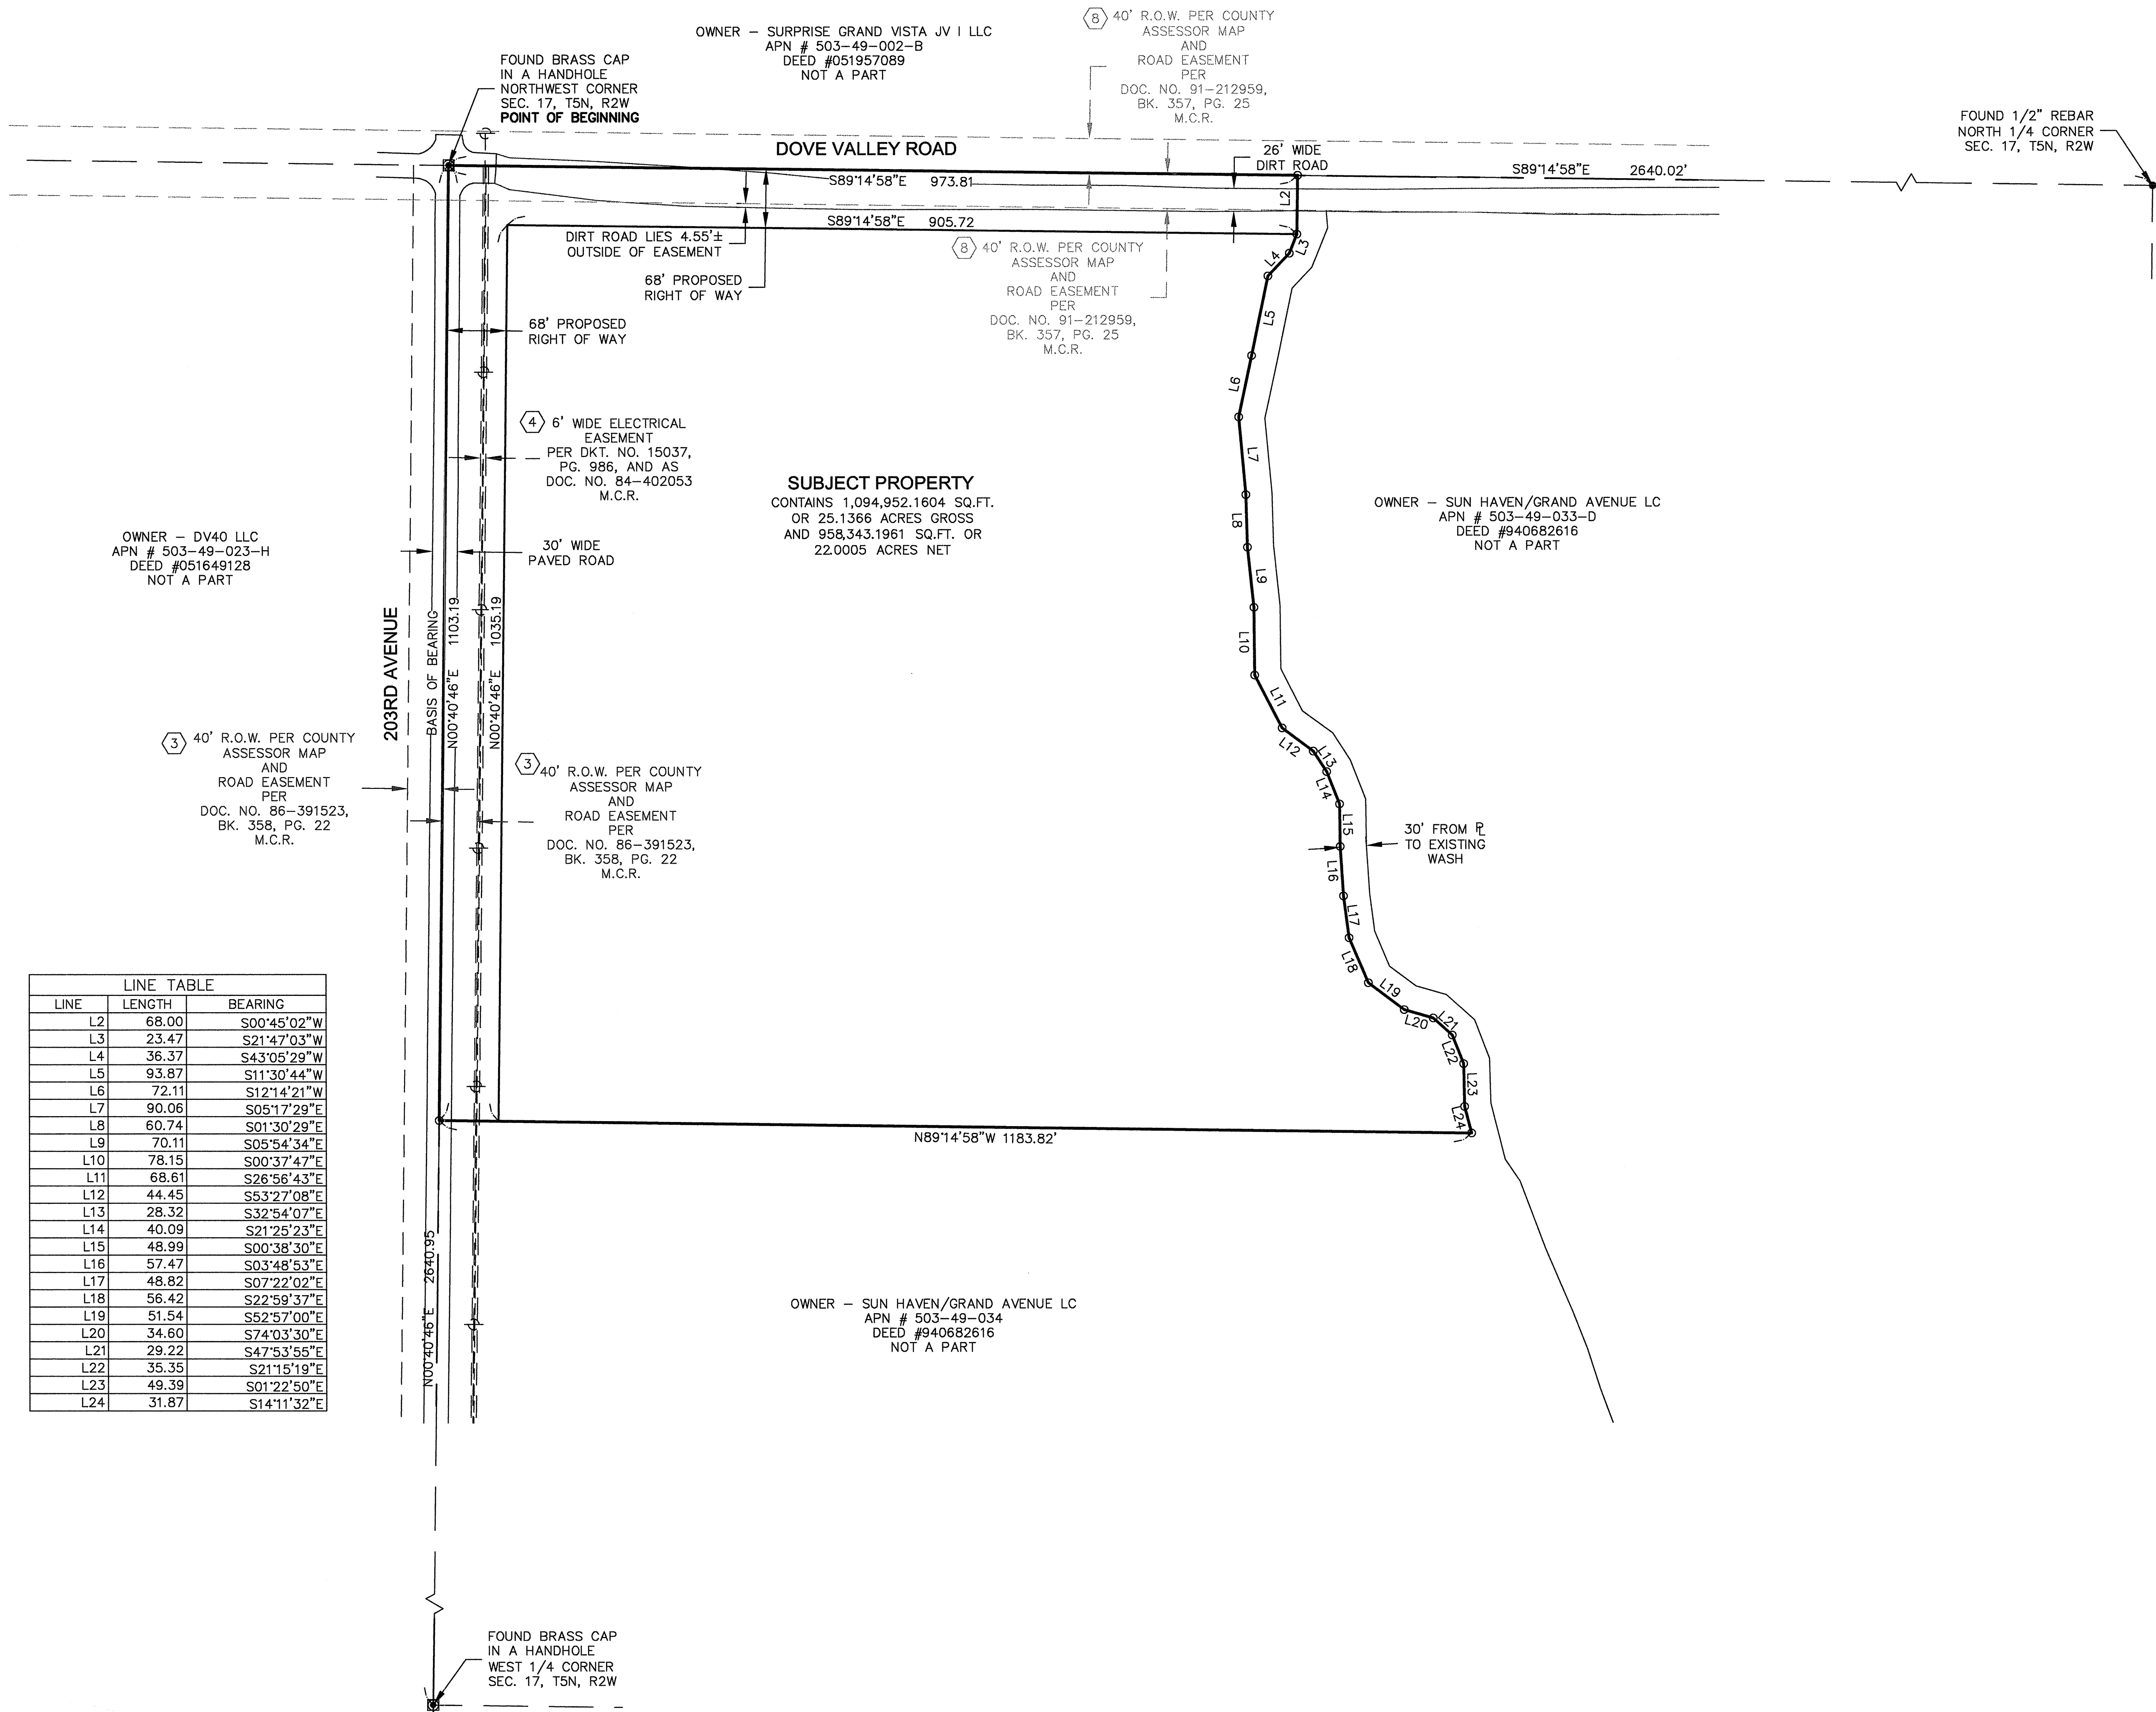 OWNER – SURPRISE GRAND VISTA JV I LLC
APN # 503-49-002-B
DEED #051957089
NOT A PART
8
40' R.O.W. PER COUNTY
ASSESSOR MAP
AND
ROAD EASEMENT
PER
DOC. NO. 91-212959,
BK. 357, PG. 25
M.C.R.
FOUND BRASS CAP
IN A HANDHOLE
NORTHWEST CORNER
SEC. 17, T5N, R2W
POINT OF BEGINNING
FOUND 1/2" REBAR
NORTH 1/4 CORNER
SEC. 17, T5N, R2W
DOVE VALLEY ROAD
26' WIDE
DIRT ROAD
S89°14'58"E 973.81
S89°14'58"E 2640.02'
L2
S89°14'58"E 905.72
DIRT ROAD LIES 4.55'±
OUTSIDE OF EASEMENT
68' PROPOSED
RIGHT OF WAY
8
40' R.O.W. PER COUNTY
ASSESSOR MAP
AND
ROAD EASEMENT
PER
DOC. NO. 91-212959,
BK. 357, PG. 25
M.C.R.
L3
L4
L5
L6
L7
L8
L9
L10
L11
L12
L13
L14
L15
L16
L17
L18
L19
L20
L21
L22
L23
L24
68' PROPOSED
RIGHT OF WAY
4
6' WIDE ELECTRICAL
EASEMENT
PER DKT. NO. 15037,
PG. 986, AND AS
DOC. NO. 84-402053
M.C.R.
SUBJECT PROPERTY
CONTAINS 1,094,952.1604 SQ.FT.
OR 25.1366 ACRES GROSS
AND 958,343.1961 SQ.FT. OR
22.0005 ACRES NET
OWNER – SUN HAVEN/GRAND AVENUE LC
APN # 503-49-033-D
DEED #940682616
NOT A PART
OWNER – DV40 LLC
APN # 503-49-023-H
DEED #051649128
NOT A PART
30' WIDE
PAVED ROAD
203RD AVENUE
BASIS OF BEARING
N00°40'46"E 1103.19
N00°40'46"E 1035.19
3
40' R.O.W. PER COUNTY
ASSESSOR MAP
AND
ROAD EASEMENT
PER
DOC. NO. 86-391523,
BK. 358, PG. 22
M.C.R.
3
40' R.O.W. PER COUNTY
ASSESSOR MAP
AND
ROAD EASEMENT
PER
DOC. NO. 86-391523,
BK. 358, PG. 22
M.C.R.
30' FROM PL
TO EXISTING
WASH
N89°14'58"W 1183.82'
LINE TABLE
LINE LENGTH BEARING
L2 68.00 S00°45'02"W
L3 23.47 S21°47'03"W
L4 36.37 S43°05'29"W
L5 93.87 S11°30'44"W
L6 72.11 S12°14'21"W
L7 90.06 S05°17'29"E
L8 60.74 S01°30'29"E
L9 70.11 S05°54'34"E
L10 78.15 S00°37'47"E
L11 68.61 S26°56'43"E
L12 44.45 S53°27'08"E
L13 28.32 S32°54'07"E
L14 40.09 S21°25'23"E
L15 48.99 S00°38'30"E
L16 57.47 S03°48'53"E
L17 48.82 S07°22'02"E
L18 56.42 S22°59'37"E
L19 51.54 S52°57'00"E
L20 34.60 S74°03'30"E
L21 29.22 S47°53'55"E
L22 35.35 S21°15'19"E
L23 49.39 S01°22'50"E
L24 31.87 S14°11'32"E
N00°40'46"E 2640.95
OWNER – SUN HAVEN/GRAND AVENUE LC
APN # 503-49-034
DEED #940682616
NOT A PART
FOUND BRASS CAP
IN A HANDHOLE
WEST 1/4 CORNER
SEC. 17, T5N, R2W